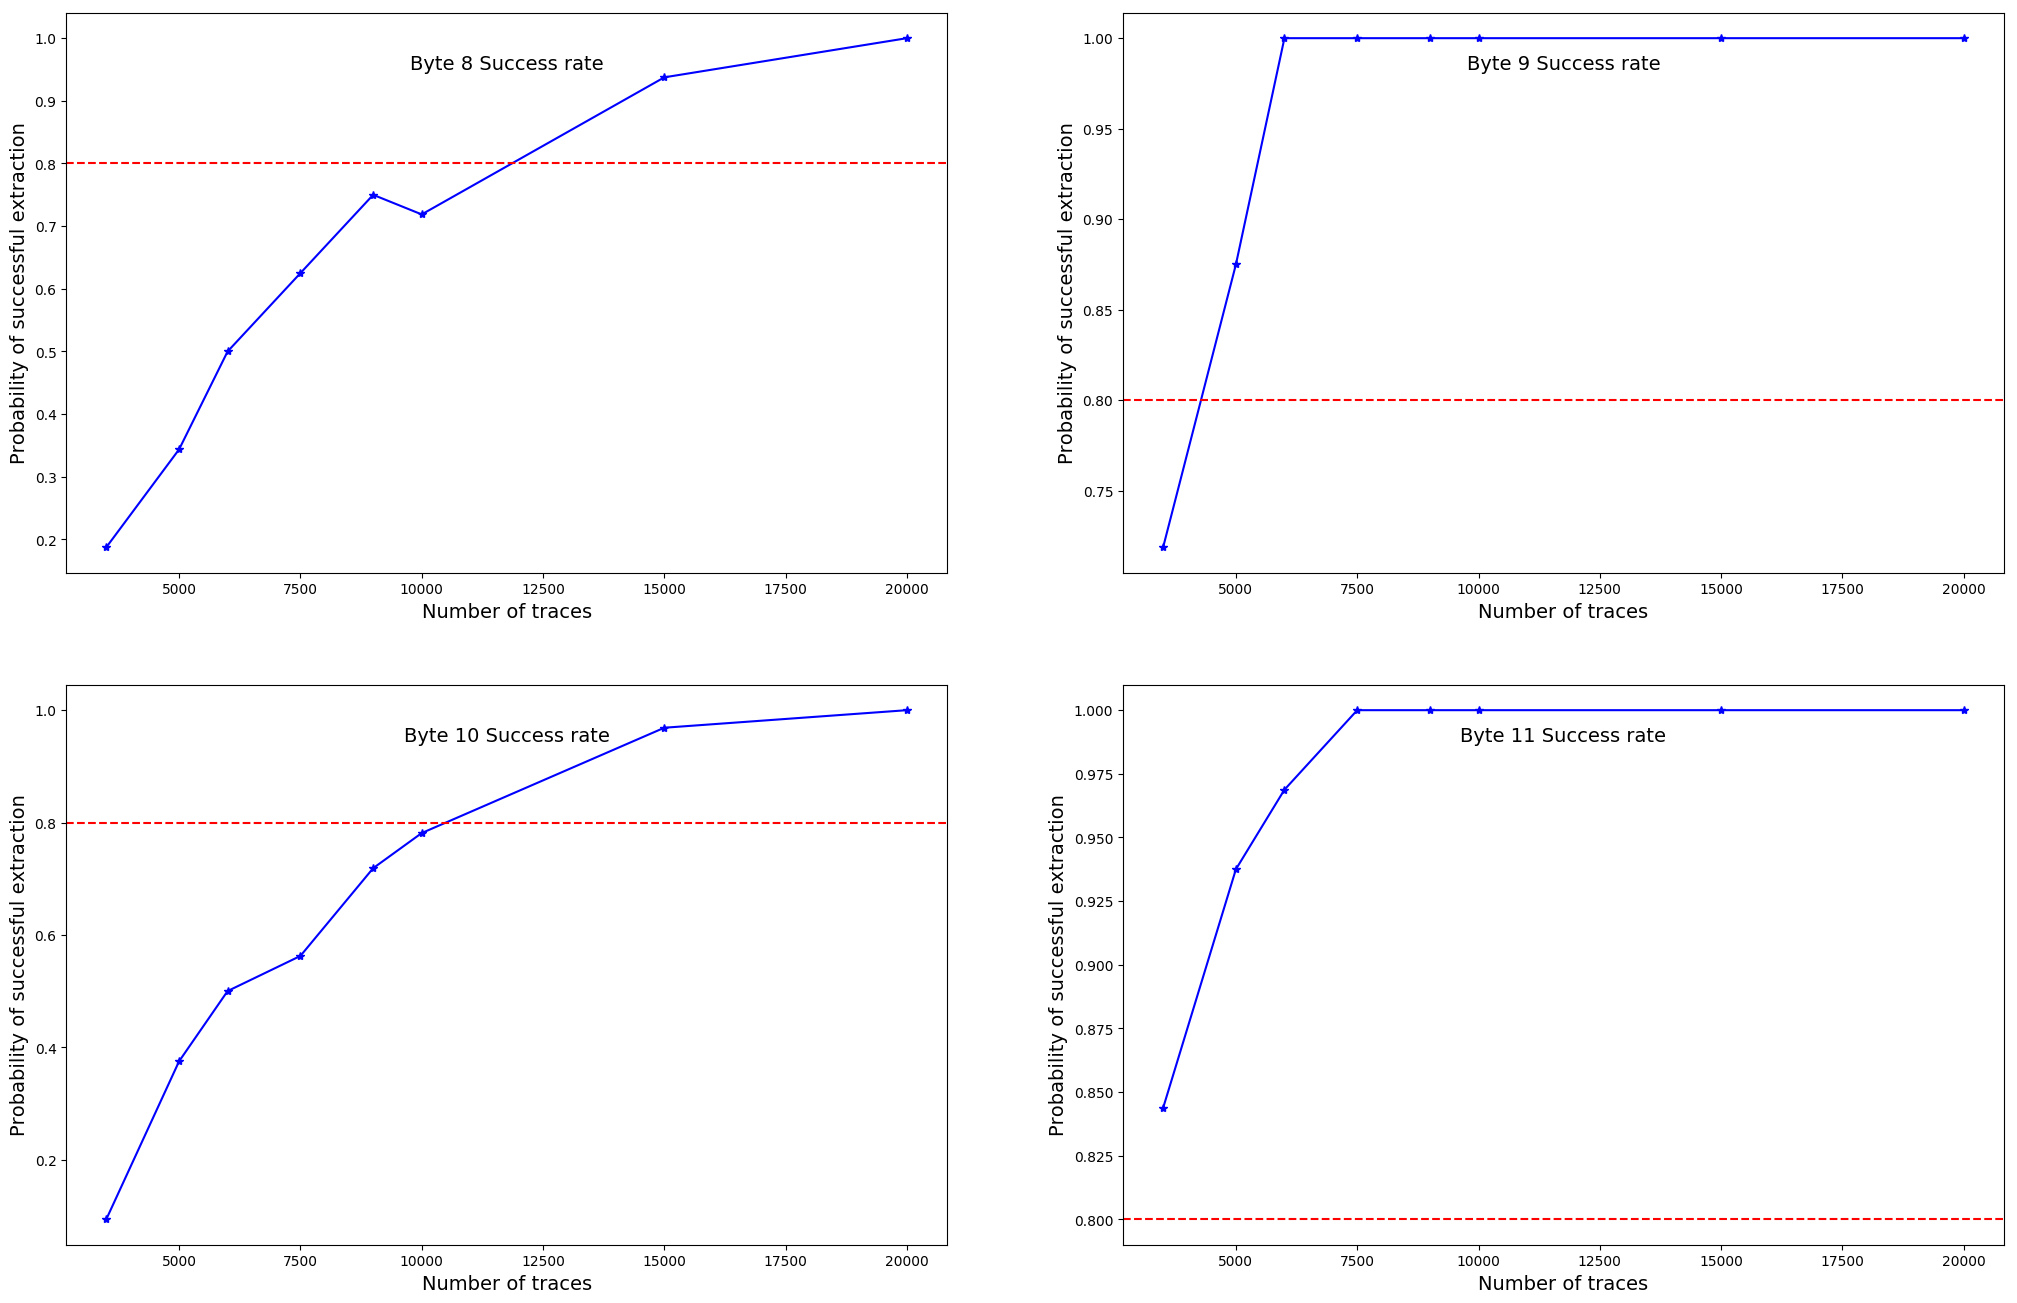 Byte 8 Success rate
Probability of successful extraction
1.0
0.9
0.8
0.7
0.6
0.5
0.4
0.3
0.2
5000 7500 10000 12500 15000 17500 20000
Number of traces
Byte 9 Success rate
Probability of successful extraction
1.00
0.95
0.90
0.85
0.80
0.75
5000 7500 10000 12500 15000 17500 20000
Number of traces
Byte 10 Success rate
Probability of successful extraction
1.0
0.8
0.6
0.4
0.2
5000 7500 10000 12500 15000 17500 20000
Number of traces
Byte 11 Success rate
Probability of successful extraction
1.000
0.975
0.950
0.925
0.900
0.875
0.850
0.825
0.800
5000 7500 10000 12500 15000 17500 20000
Number of traces